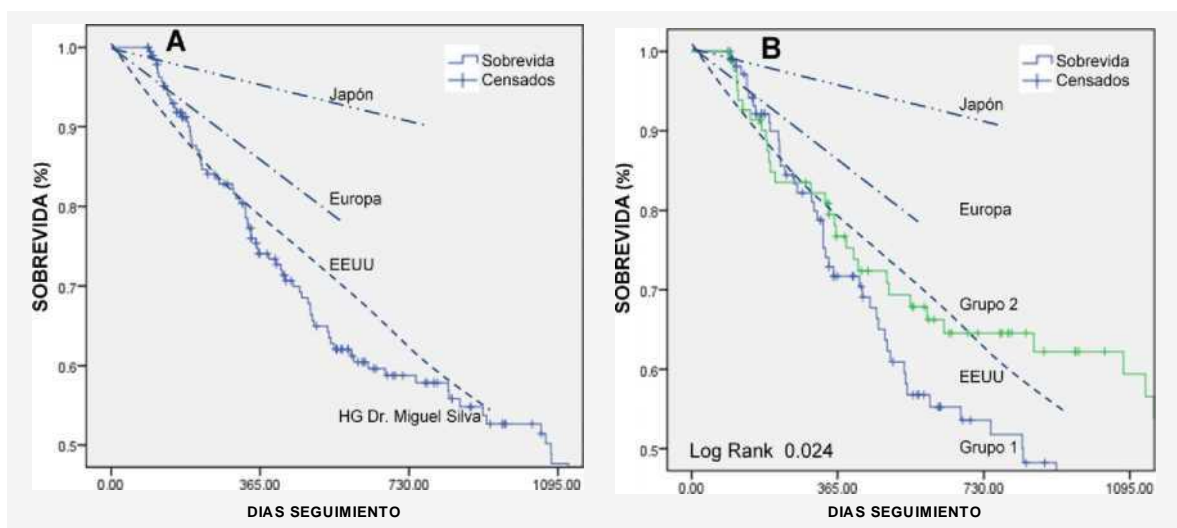 A
Sobrevida
Censados
Japón
Europa
EEUU
HG Dr. Miguel Silva
SOBREVIDA (%)
1.0
0.9
0.8
0.7
0.6
0.5
0.00
365.00
730.00
1095.00
DIAS SEGUIMIENTO
B
Sobrevida
Censados
Japón
Europa
Grupo 2
EEUU
Grupo 1
Log Rank 0.024
SOBREVIDA (%)
1.0
0.9
0.8
0.7
0.6
0.5
0.00
365.00
730.00
1095.00
DIAS SEGUIMIENTO